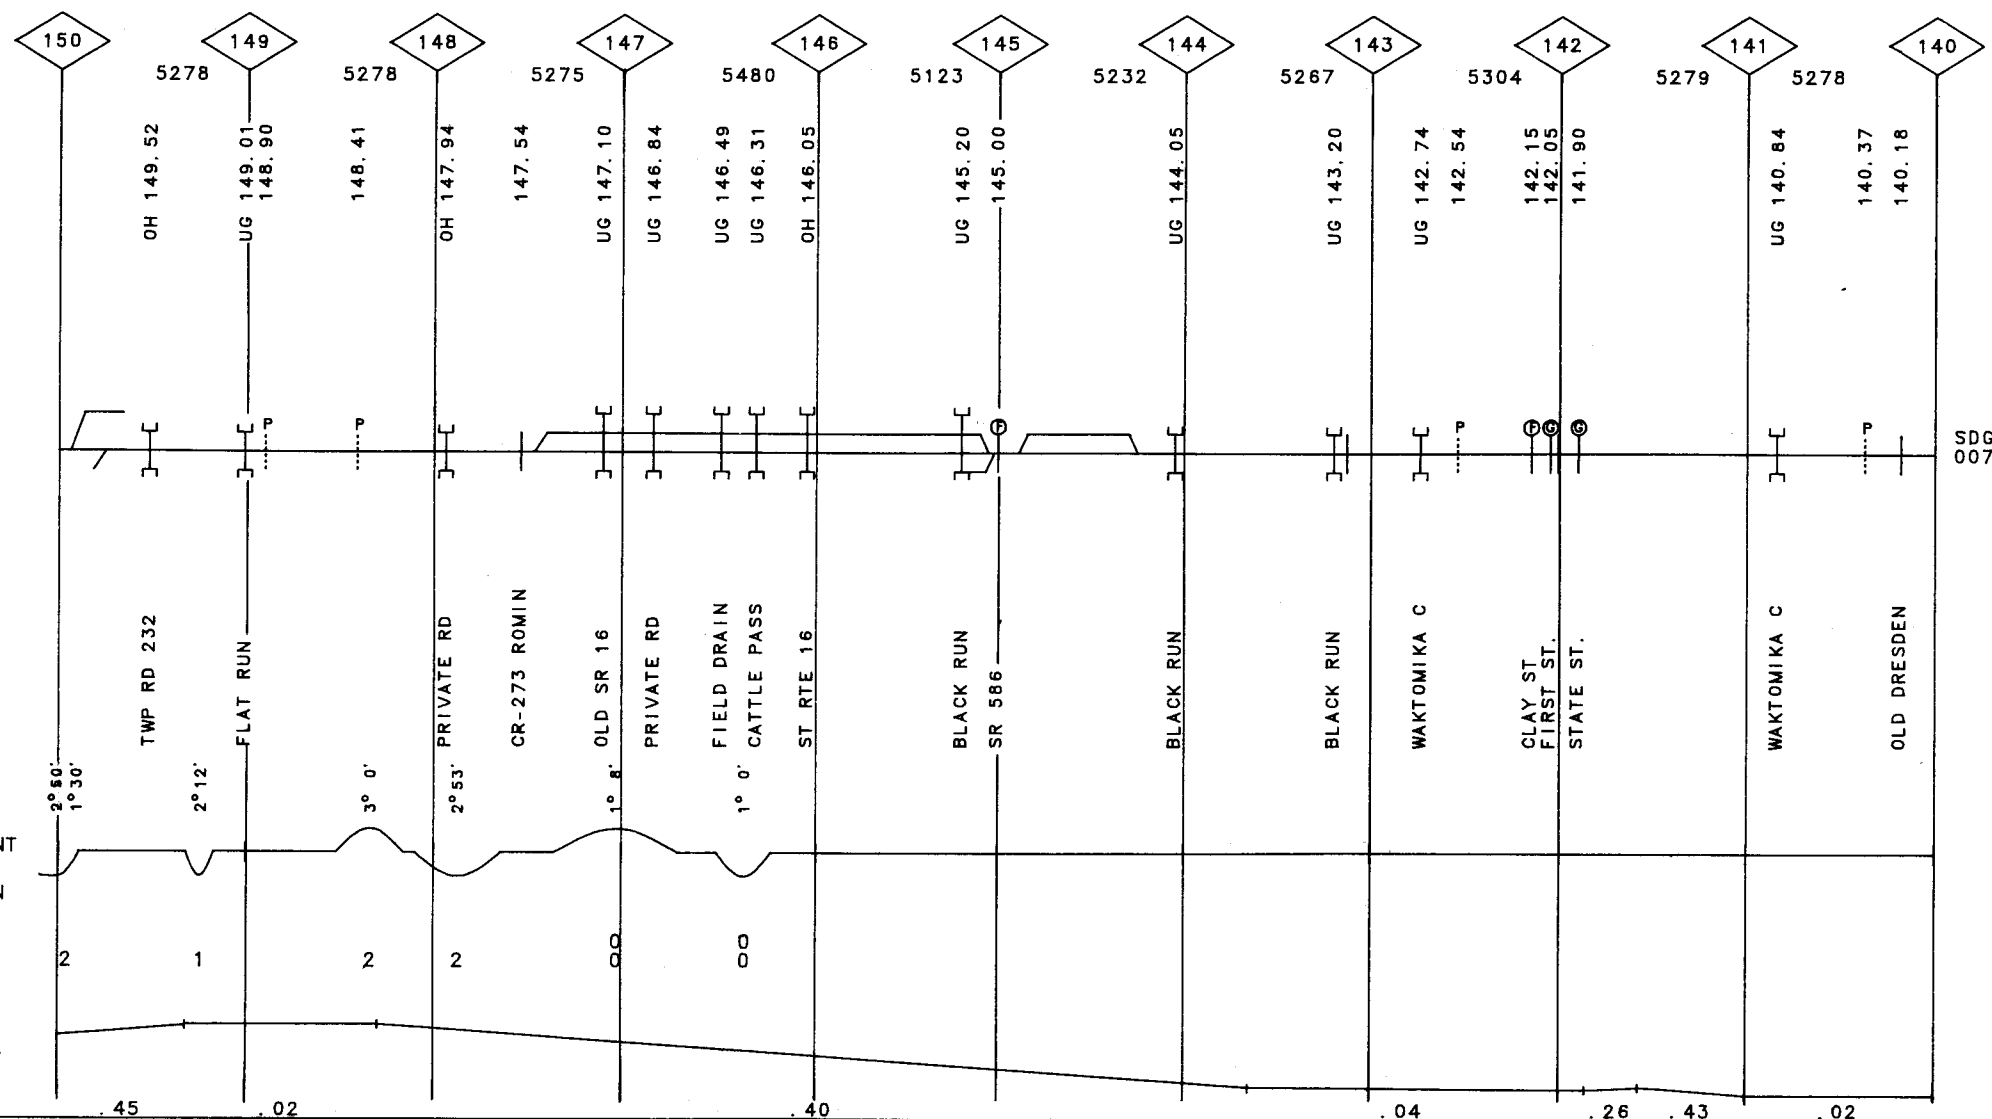 150 149 148 147 146 145 144 143 142 141 140
5278 5278 5275 5480 5123 5232 5267 5304 5279 5278
OH 149.52
UG 149.01
148.90
148.41
OH 147.94
147.54
UG 147.10
UG 146.84
UG 146.49
UG 146.31
OH 146.05
UG 145.20
145.00
UG 144.05
UG 143.20
UG 142.74
142.54
142.15
142.05
141.90
UG 140.84
140.37
140.18
P P F P F G G P
SDG
007
TWP RD 232
FLAT RUN
PRIVATE RD
CR-273 ROMIN
OLD SR 16
PRIVATE RD
FIELD DRAIN
CATTLE PASS
ST RTE 16
BLACK RUN
SR 586
BLACK RUN
BLACK RUN
WAKTOMIKA C
CLAY ST
FIRST ST.
STATE ST.
WAKTOMIKA C
OLD DRESDEN
1°30'
2°12'
3° 0'
2°53'
1° 8'
1° 0'
NT
0 0
2 1 2 2 0 0
.45 .02 .40 .04 .26 .43 .02